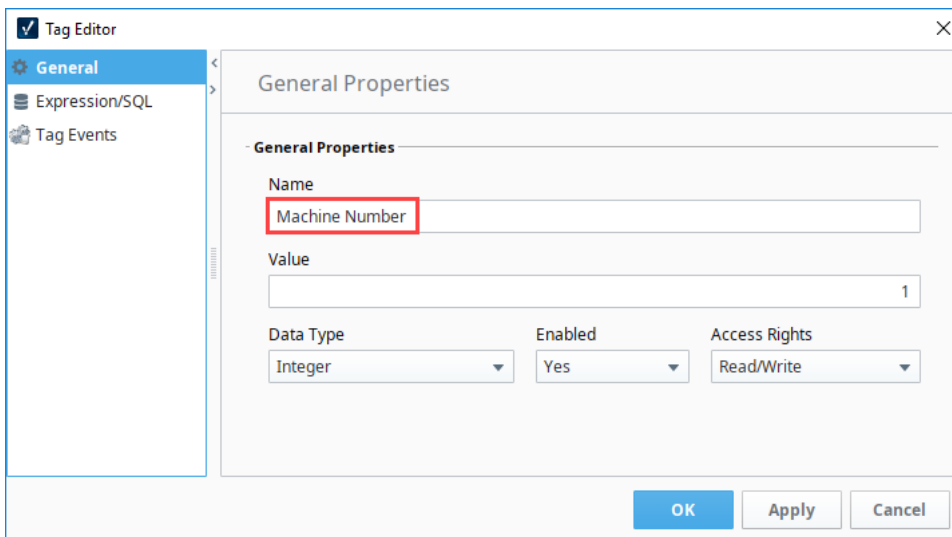 Tag Editor
General
Expression/SQL
Tag Events
General Properties
General Properties
Name
Machine Number
Value
1
Data Type Enabled Access Rights
Integer Yes Read/Write
OK Apply Cancel